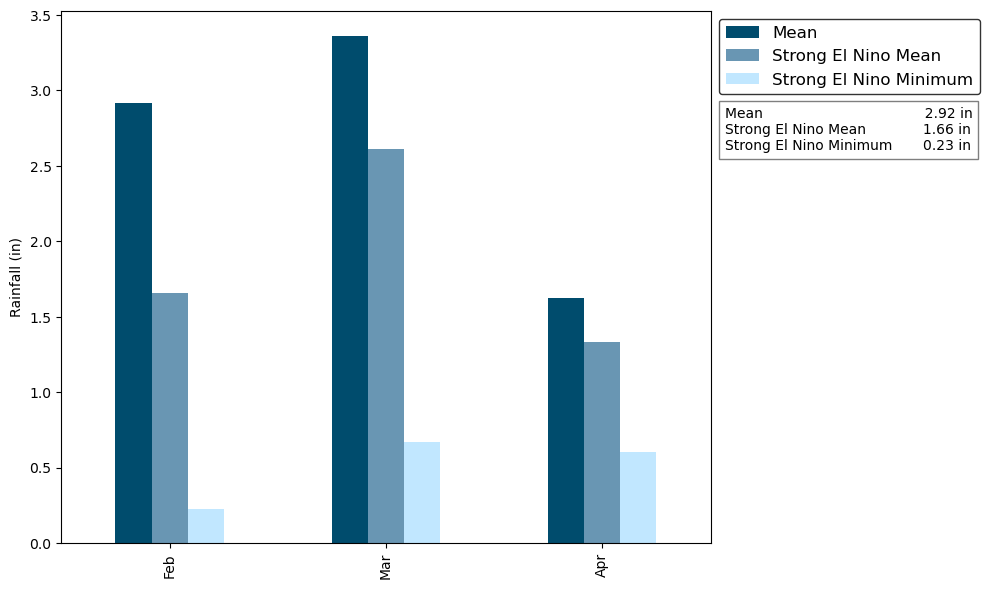 3.5
3.0
2.5
2.0
1.5
1.0
0.5
0.0
Rainfall (in)
Feb
Mar
Apr
Mean
Strong El Nino Mean
Strong El Nino Minimum
Mean 2.92 in
Strong El Nino Mean 1.66 in
Strong El Nino Minimum 0.23 in